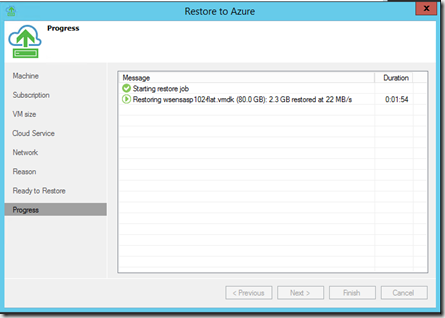 Restore to Azure
x
Progress
Machine
Subscription
VM size
Cloud Service
Network
Reason
Ready to Restore
Progress
Message Duration
Starting restore job
Restoring wsensasp102-flat.vmdk (80.0 GB): 2.3 GB restored at 22 MB/s 0:01:54
< Previous Next > Finish Cancel